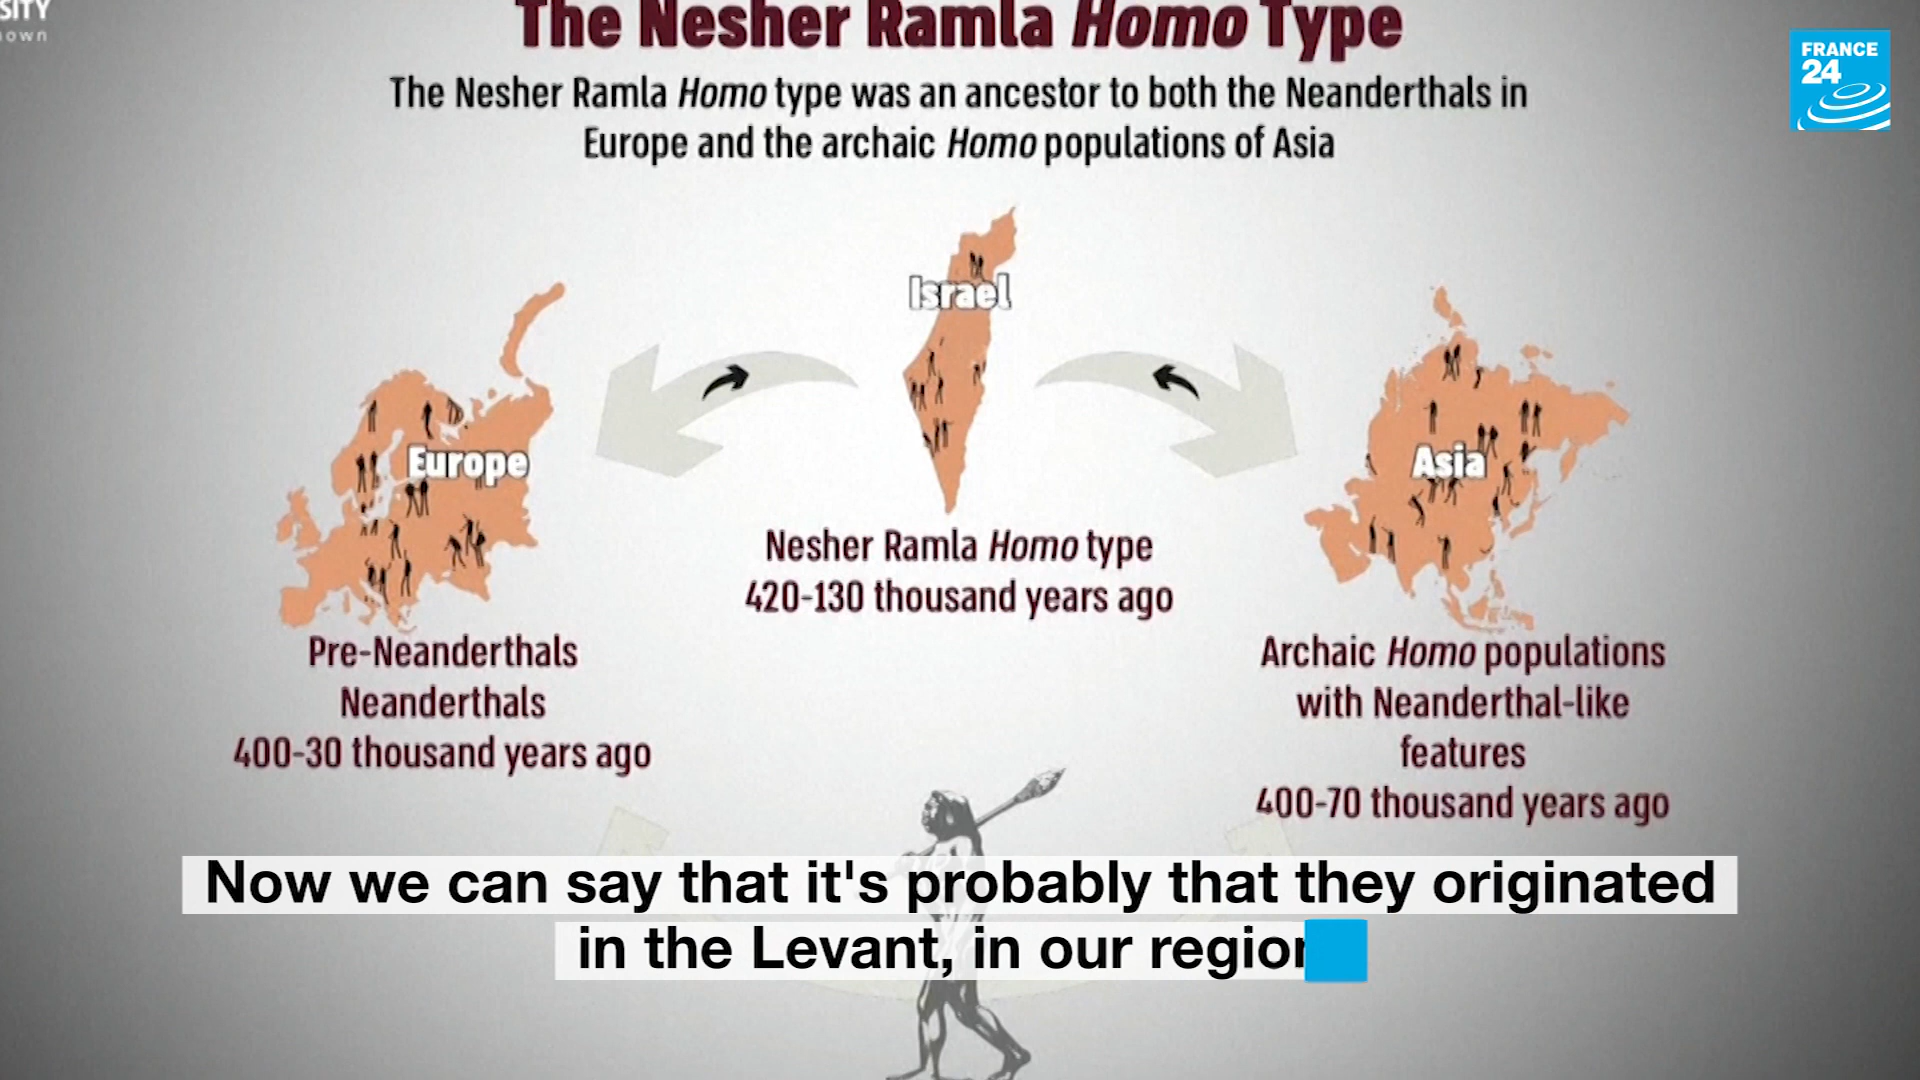 SITY
nown
The Nesher Ramla Homo Type
The Nesher Ramla Homo type was an ancestor to both the Neanderthals in
Europe and the archaic Homo populations of Asia
FRANCE
24
Israel
Europe
Asia
Nesher Ramla Homo type
420-130 thousand years ago
Pre-Neanderthals
Neanderthals
400-30 thousand years ago
Archaic Homo populations
with Neanderthal-like
features
400-70 thousand years ago
Now we can say that it's probably that they originated
in the Levant, in our region